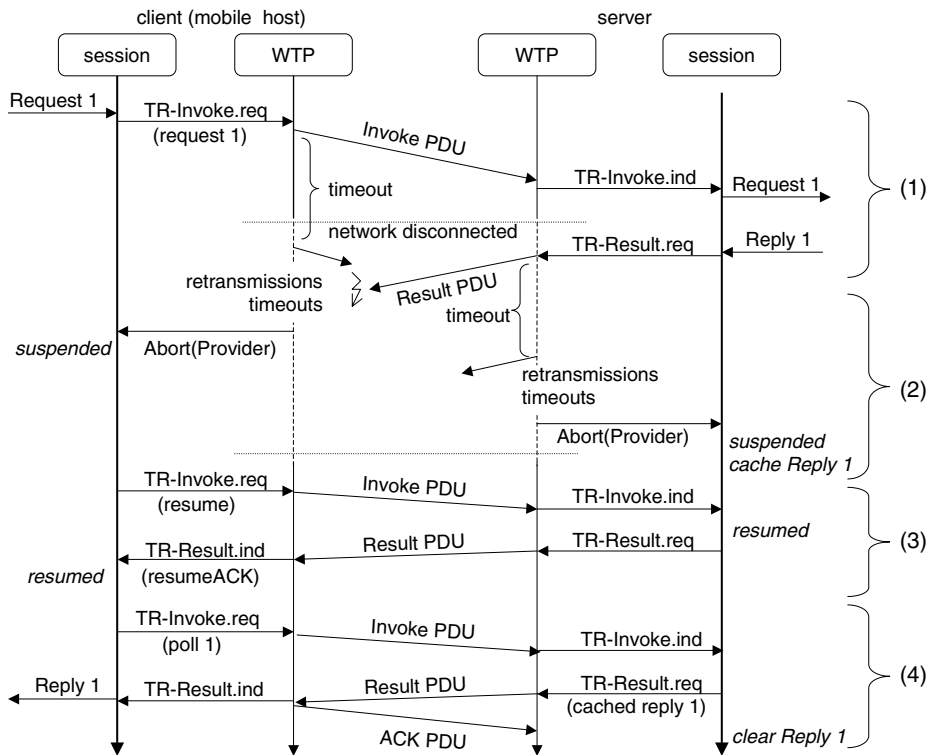 client (mobile host)
server
session
WTP
WTP
session
Request 1
TR-Invoke.req
(request 1)
Invoke PDU
timeout
TR-Invoke.ind
Request 1
(1)
network disconnected
TR-Result.req
Reply 1
retransmissions
timeouts
Result PDU
timeout
Abort(Provider)
suspended
retransmissions
timeouts
(2)
Abort(Provider)
suspended
cache Reply 1
TR-Invoke.req
(resume)
Invoke PDU
TR-Invoke.ind
resumed
TR-Result.ind
(resumeACK)
Result PDU
TR-Result.req
(3)
resumed
TR-Invoke.req
(poll 1)
Invoke PDU
TR-Invoke.ind
(4)
Reply 1
TR-Result.ind
Result PDU
TR-Result.req
(cached reply 1)
ACK PDU
clear Reply 1